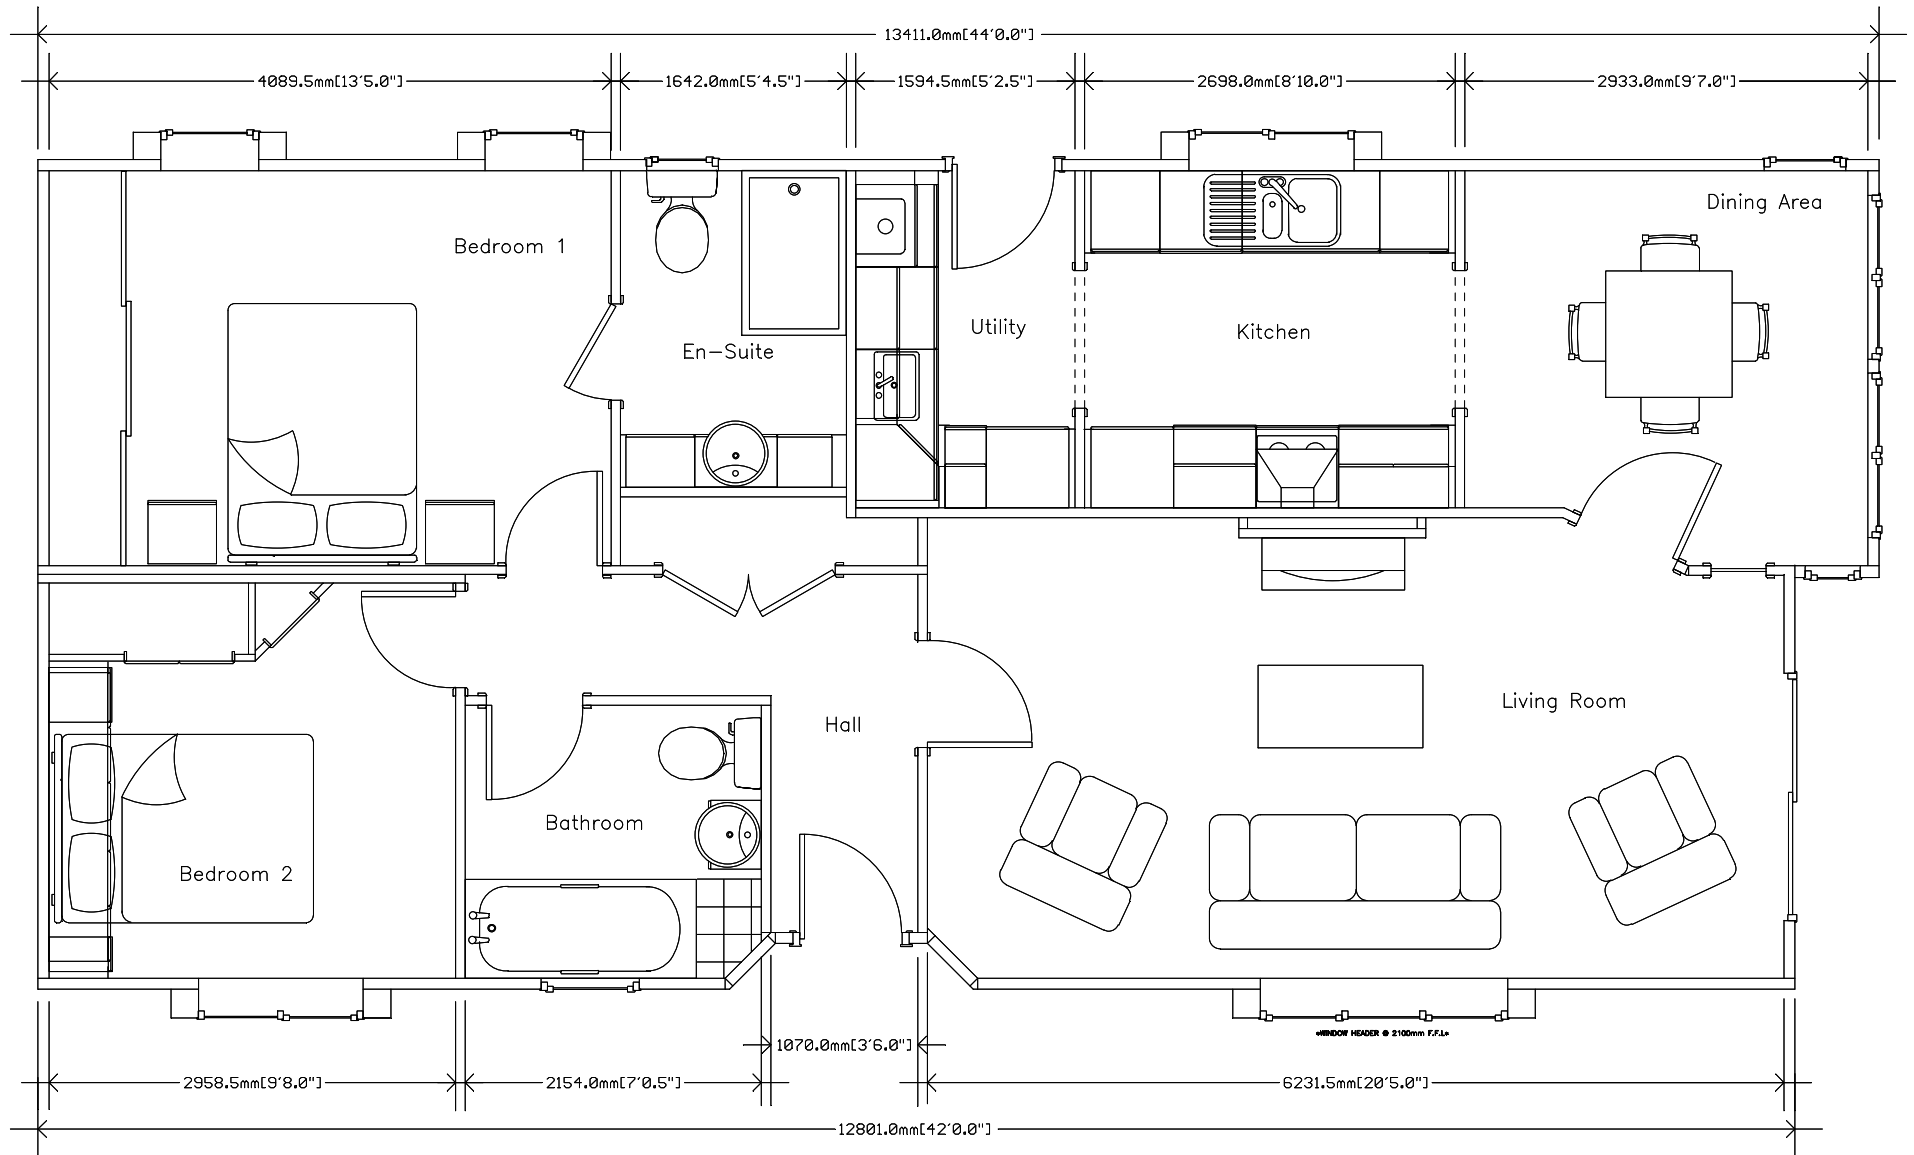 13411.0mm[44'0.0"]
4089.5mm[13'5.0"]
1642.0mm[5'4.5"]
1594.5mm[5'2.5"]
2698.0mm[8'10.0"]
2933.0mm[9'7.0"]
Dining Area
Bedroom 1
Utility
Kitchen
En-Suite
Living Room
Hall
Bathroom
Bedroom 2
*WINDOW HEADER @ 2100mm F.F.L*
1070.0mm[3'6.0"]
2958.5mm[9'8.0"]
2154.0mm[7'0.5"]
6231.5mm[20'5.0"]
12801.0mm[42'0.0"]